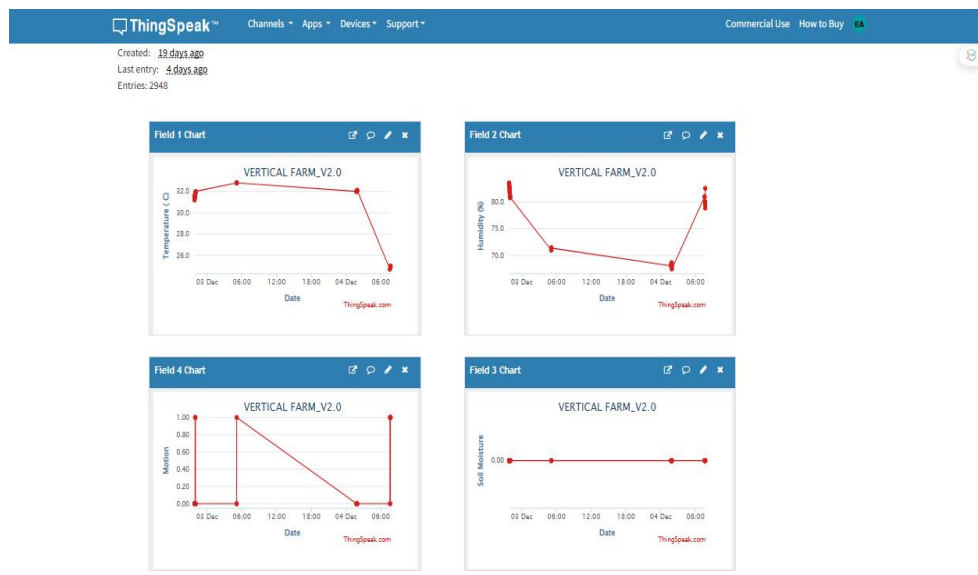 ThingSpeak™ Channels Apps Devices Support Commercial Use How to Buy EA
Created: 19 days ago
Last entry: 4 days ago
Entries: 2948
Field 1 Chart
VERTICAL FARM_V2.0
Temperature ( C)
32.0
30.0
28.0
26.0
03 Dec 06:00 12:00 18:00 04 Dec 06:00
Date
ThingSpeak.com
Field 2 Chart
VERTICAL FARM_V2.0
Humidity (%)
80.0
75.0
70.0
03 Dec 06:00 12:00 18:00 04 Dec 06:00
Date
ThingSpeak.com
Field 4 Chart
VERTICAL FARM_V2.0
Motion
1.00
0.80
0.60
0.40
0.20
0.00
03 Dec 06:00 12:00 18:00 04 Dec 06:00
Date
ThingSpeak.com
Field 3 Chart
VERTICAL FARM_V2.0
Soil Moisture
0.00
03 Dec 06:00 12:00 18:00 04 Dec 06:00
Date
ThingSpeak.com